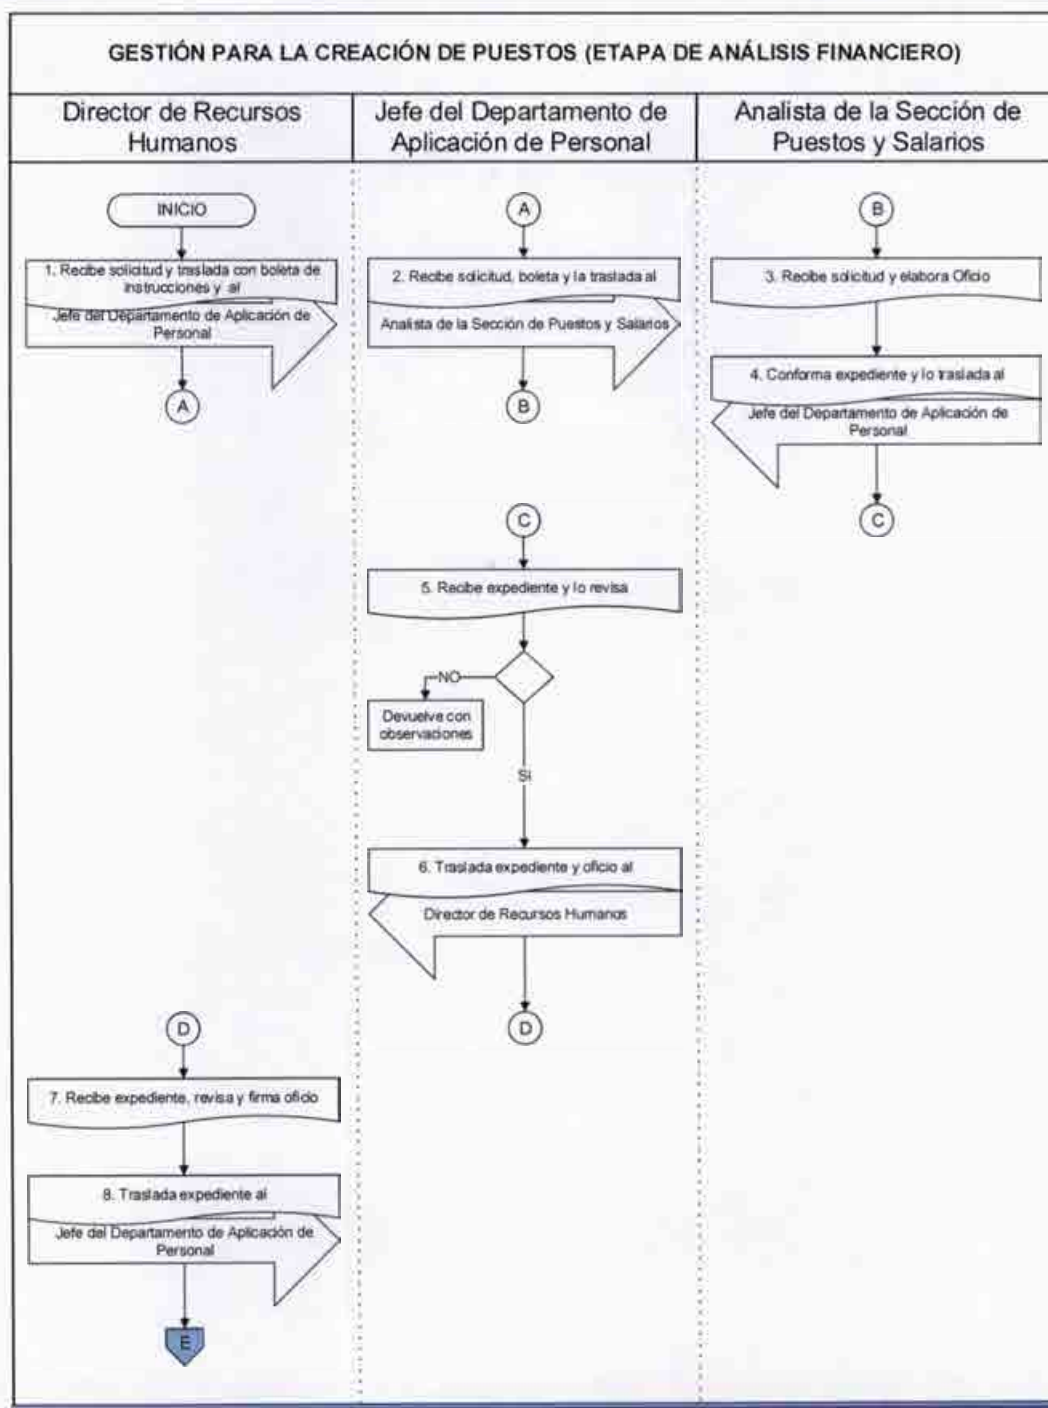 GESTIÓN PARA LA CREACIÓN DE PUESTOS (ETAPA DE ANÁLISIS FINANCIERO)
Director de Recursos
Humanos
Jefe del Departamento de
Aplicación de Personal
Analista de la Sección de
Puestos y Salarios
INICIO
1. Recibe solicitud y traslada con boleta de
instrucciones y al
Jefe del Departamento de Aplicación de
Personal
A
A
2. Recibe solicitud, boleta y la traslada al
Analista de la Sección de Puestos y Salarios
B
B
3. Recibe solicitud y elabora Oficio
4. Conforma expediente y lo traslada al
Jefe del Departamento de Aplicación de
Personal
C
C
5. Recibe expediente y lo revisa
NO
Devuelve con
observaciones
SI
6. Traslada expediente y oficio al
Director de Recursos Humanos
D
D
7. Recibe expediente, revisa y firma oficio
8. Traslada expediente al
Jefe del Departamento de Aplicación de
Personal
E